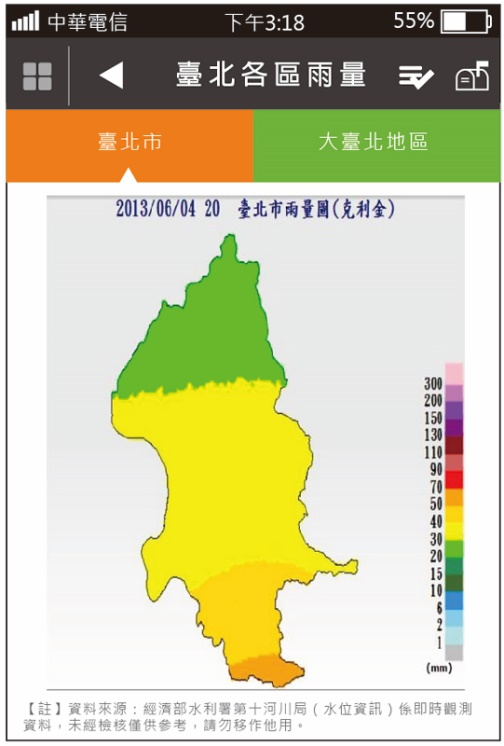 中華電信 下午3:18 55%
臺北各區雨量
臺北市 大臺北地區
2013/06/04 20 臺北市雨量圖(克利金)
300
200
150
130
110
90
70
50
40
30
20
15
10
6
2
1
(mm)
【註】資料來源：經濟部水利署第十河川局（水位資訊）係即時觀測
資料，未經檢核僅供參考，請勿移作他用。